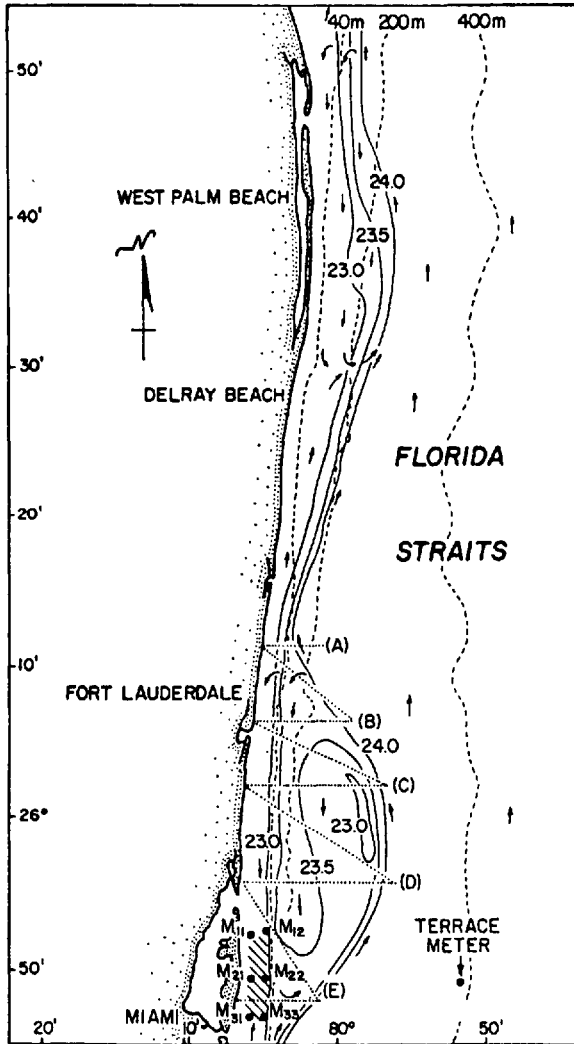 40m 200m 400m
50'
WEST PALM BEACH
24.0
40'
23.5
23.0
N
30'
DELRAY BEACH
FLORIDA
20'
STRAITS
(A)
10'
FORT LAUDERDALE
(B)
24.0
(C)
26°
23.0 23.0
23.5
(D)
M11 M12
TERRACE
METER
50'
M21 M22
(E)
MIAMI M31 M33
20' 10' 80° 50'